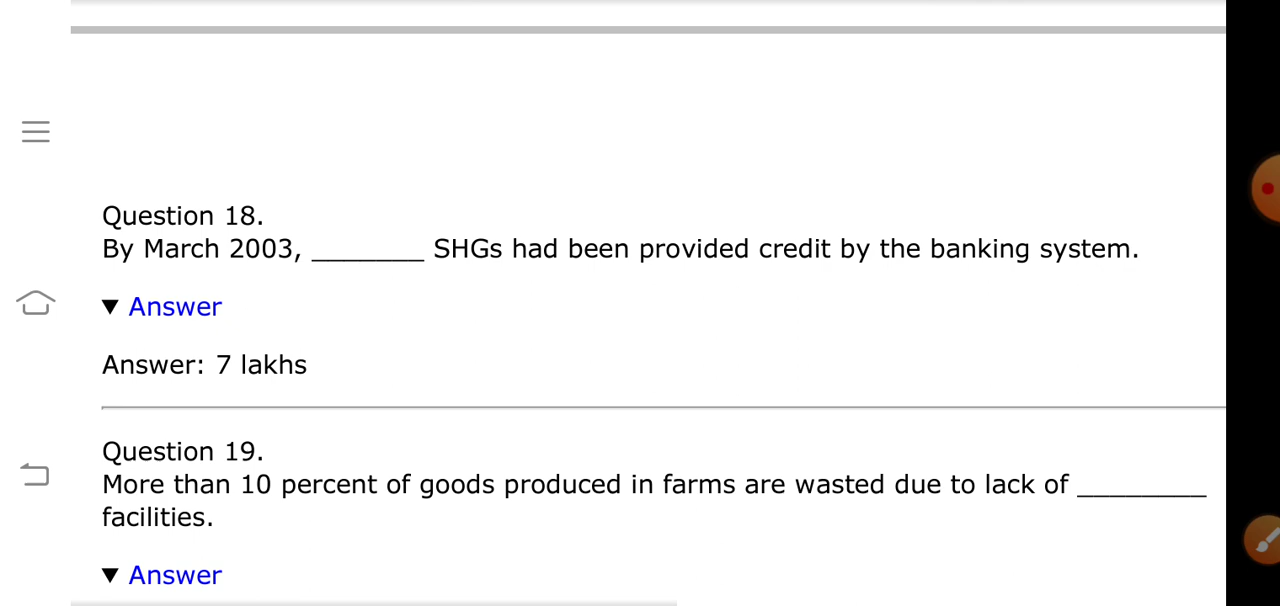 Question 18.
By March 2003, ________ SHGs had been provided credit by the banking system.
▼ Answer
Answer: 7 lakhs
Question 19.
More than 10 percent of goods produced in farms are wasted due to lack of ________
facilities.
▼ Answer